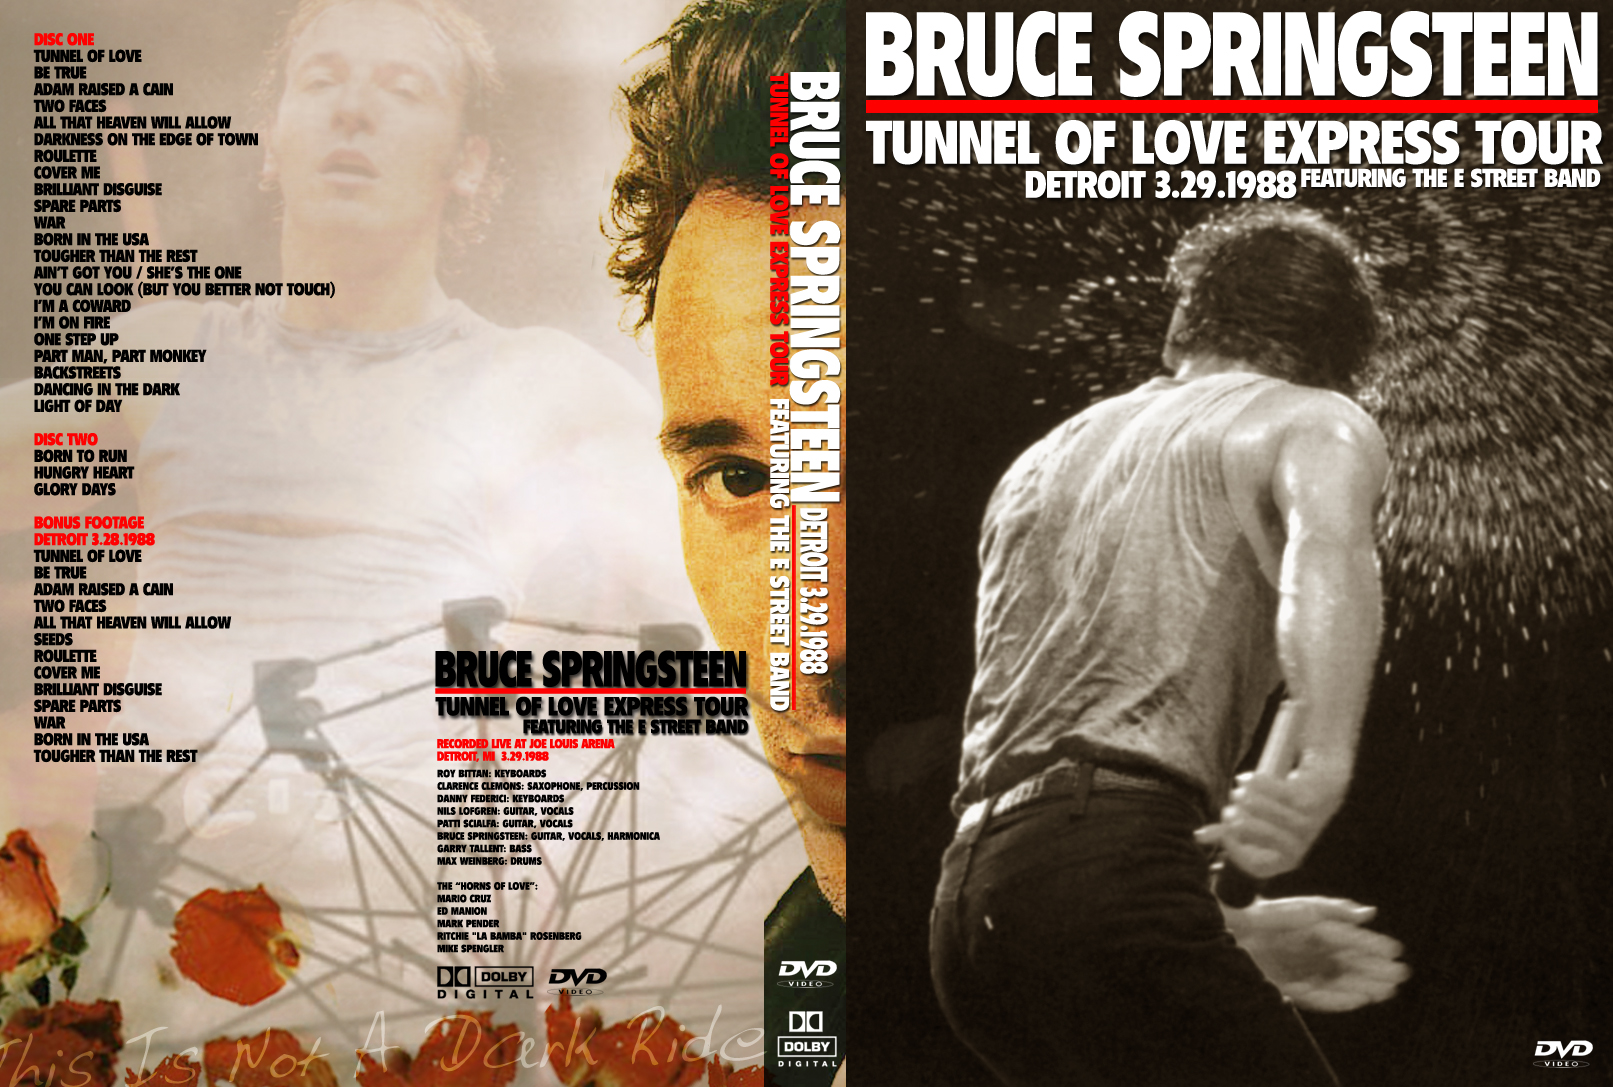 DISC ONE
TUNNEL OF LOVE
BE TRUE
ADAM RAISED A CAIN
TWO FACES
ALL THAT HEAVEN WILL ALLOW
DARKNESS ON THE EDGE OF TOWN
ROULETTE
COVER ME
BRILLIANT DISGUISE
SPARE PARTS
WAR
BORN IN THE USA
TOUGHER THAN THE REST
AIN'T GOT YOU / SHE'S THE ONE
YOU CAN LOOK (BUT YOU BETTER NOT TOUCH)
I'M A COWARD
I'M ON FIRE
ONE STEP UP
PART MAN, PART MONKEY
BACKSTREETS
DANCING IN THE DARK
LIGHT OF DAY
DISC TWO
BORN TO RUN
HUNGRY HEART
GLORY DAYS
BONUS FOOTAGE
DETROIT 3.28.1988
TUNNEL OF LOVE
BE TRUE
ADAM RAISED A CAIN
TWO FACES
ALL THAT HEAVEN WILL ALLOW
SEEDS
ROULETTE
COVER ME
BRILLIANT DISGUISE
SPARE PARTS
WAR
BORN IN THE USA
TOUGHER THAN THE REST
BRUCE SPRINGSTEEN
TUNNEL OF LOVE EXPRESS TOUR
FEATURING THE E STREET BAND
RECORDED LIVE AT JOE LOUIS ARENA
DETROIT, MI 3.29.1988
ROY BITTAN: KEYBOARDS
CLARENCE CLEMONS: SAXOPHONE, PERCUSSION
DANNY FEDERICI: KEYBOARDS
NILS LOFGREN: GUITAR, VOCALS
PATTI SCIALFA: GUITAR, VOCALS
BRUCE SPRINGSTEEN: GUITAR, VOCALS, HARMONICA
GARRY TALLENT: BASS
MAX WEINBERG: DRUMS
THE "HORNS OF LOVE":
MARIO CRUZ
ED MANION
MARK PENDER
RITCHIE "LA BAMBA" ROSENBERG
MIKE SPENGLER
DOLBY
DIGITAL
DVD
VIDEO
This Is Not A Dark Ride
BRUCE SPRINGSTEEN DETROIT 3.29.1988
TUNNEL OF LOVE EXPRESS TOUR FEATURING THE E STREET BAND
DVD
VIDEO
DOLBY
DIGITAL
BRUCE SPRINGSTEEN
TUNNEL OF LOVE EXPRESS TOUR
DETROIT 3.29.1988 FEATURING THE E STREET BAND
DVD
VIDEO